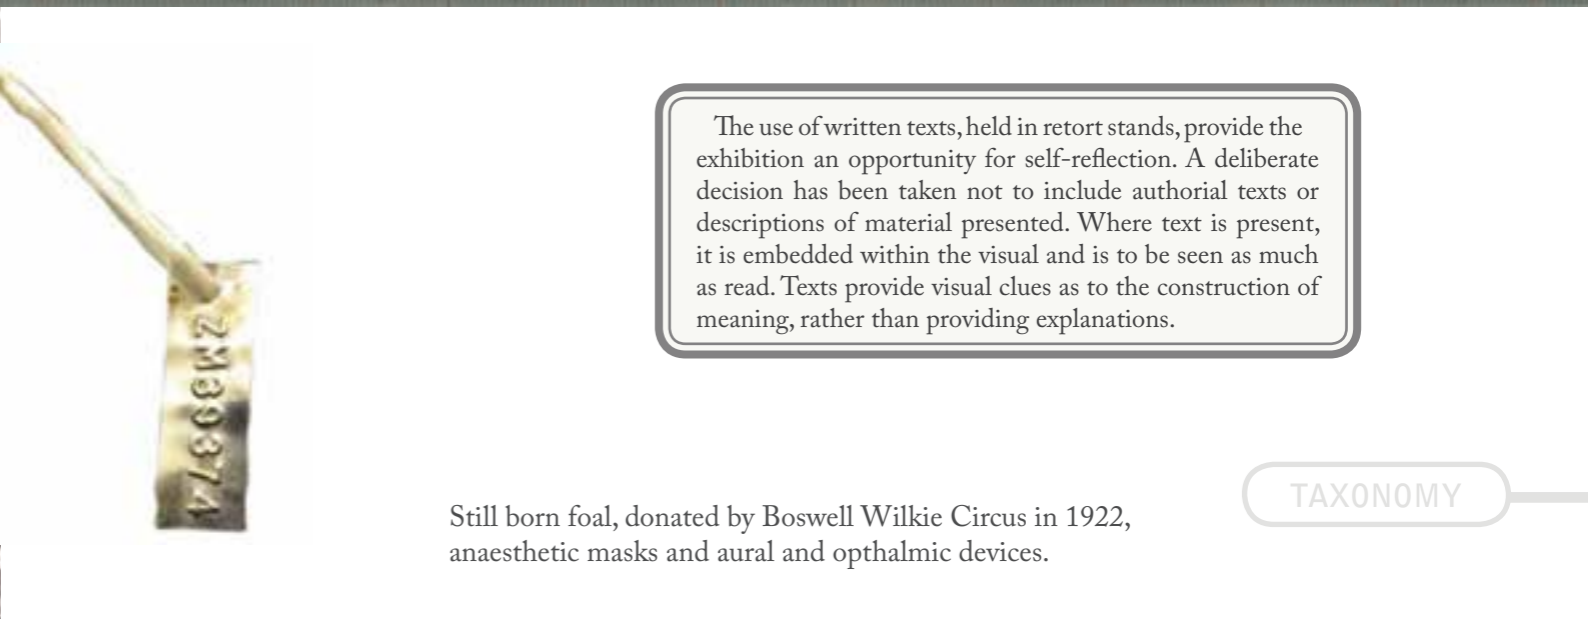 The use of written texts, held in retort stands, provide the
exhibition an opportunity for self-reflection. A deliberate
decision has been taken not to include authorial texts or
descriptions of material presented. Where text is present,
it is embedded within the visual and is to be seen as much
as read. Texts provide visual clues as to the construction of
meaning, rather than providing explanations.
ZM39374
TAXONOMY
Still born foal, donated by Boswell Wilkie Circus in 1922,
anaesthetic masks and aural and opthalmic devices.